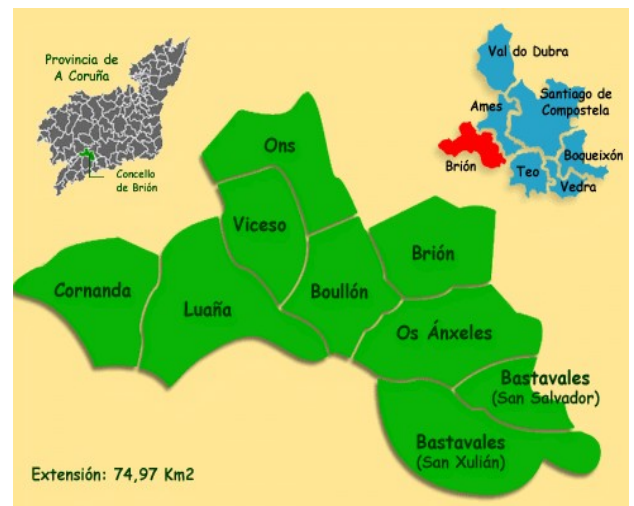 Provincia de
A Coruña
Concello
de Brión
Val do Dubra
Santiago de
Compostela
Ames
Boqueixón
Brión
Teo
Vedra
Ons
Viceso
Brión
Cornanda
Luaña
Boullón
Os Ánxeles
Bastavales
(San Salvador)
Bastavales
(San Xulián)
Extensión: 74,97 Km2